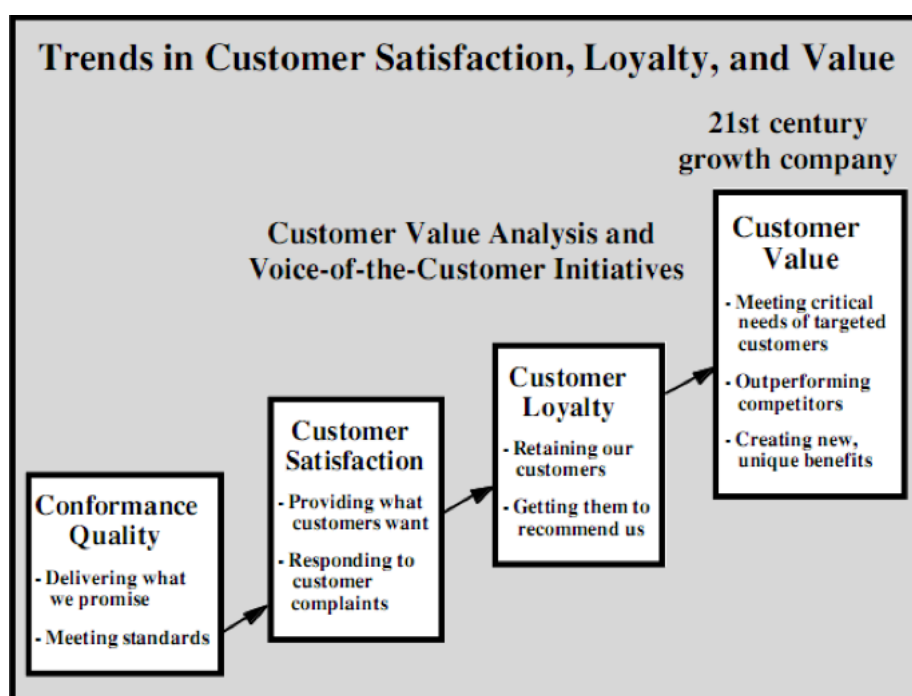 Trends in Customer Satisfaction, Loyalty, and Value
21st century
growth company
Customer Value Analysis and
Voice-of-the-Customer Initiatives
Conformance
Quality
- Delivering what
we promise
- Meeting standards
Customer
Satisfaction
- Providing what
customers want
- Responding to
customer
complaints
Customer
Loyalty
- Retaining our
customers
- Getting them to
recommend us
Customer
Value
- Meeting critical
needs of targeted
customers
- Outperforming
competitors
- Creating new,
unique benefits